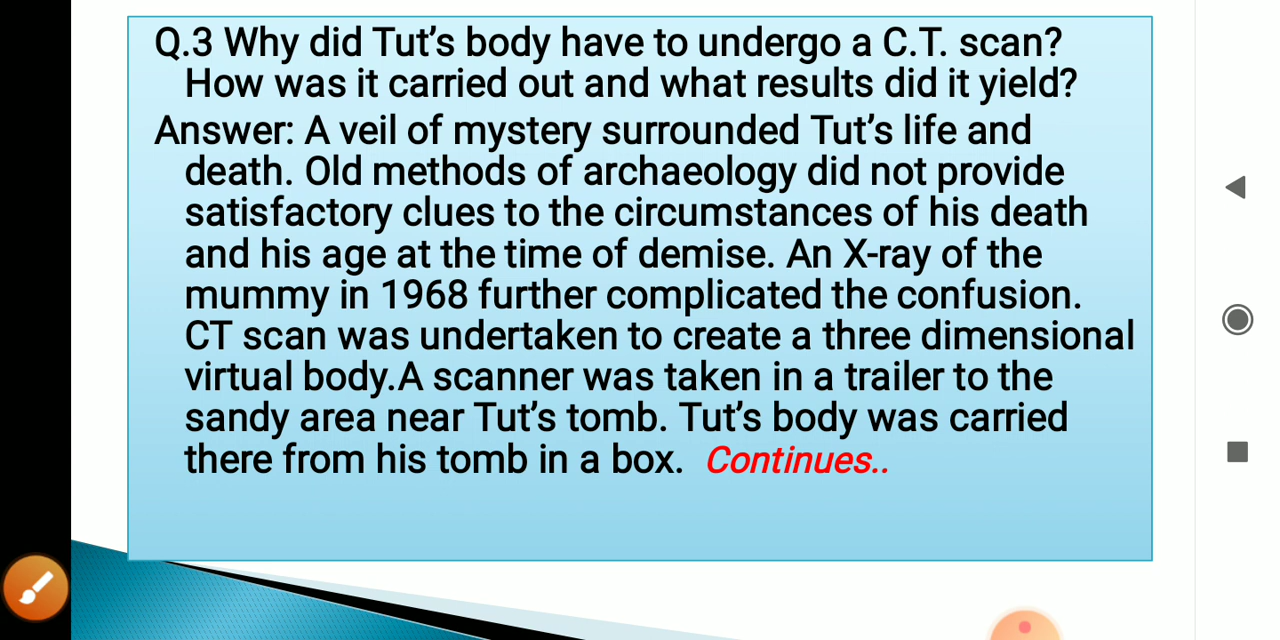 Q.3 Why did Tut’s body have to undergo a C.T. scan?
How was it carried out and what results did it yield?
Answer: A veil of mystery surrounded Tut’s life and
death. Old methods of archaeology did not provide
satisfactory clues to the circumstances of his death
and his age at the time of demise. An X-ray of the
mummy in 1968 further complicated the confusion.
CT scan was undertaken to create a three dimensional
virtual body.A scanner was taken in a trailer to the
sandy area near Tut’s tomb. Tut’s body was carried
there from his tomb in a box. Continues..